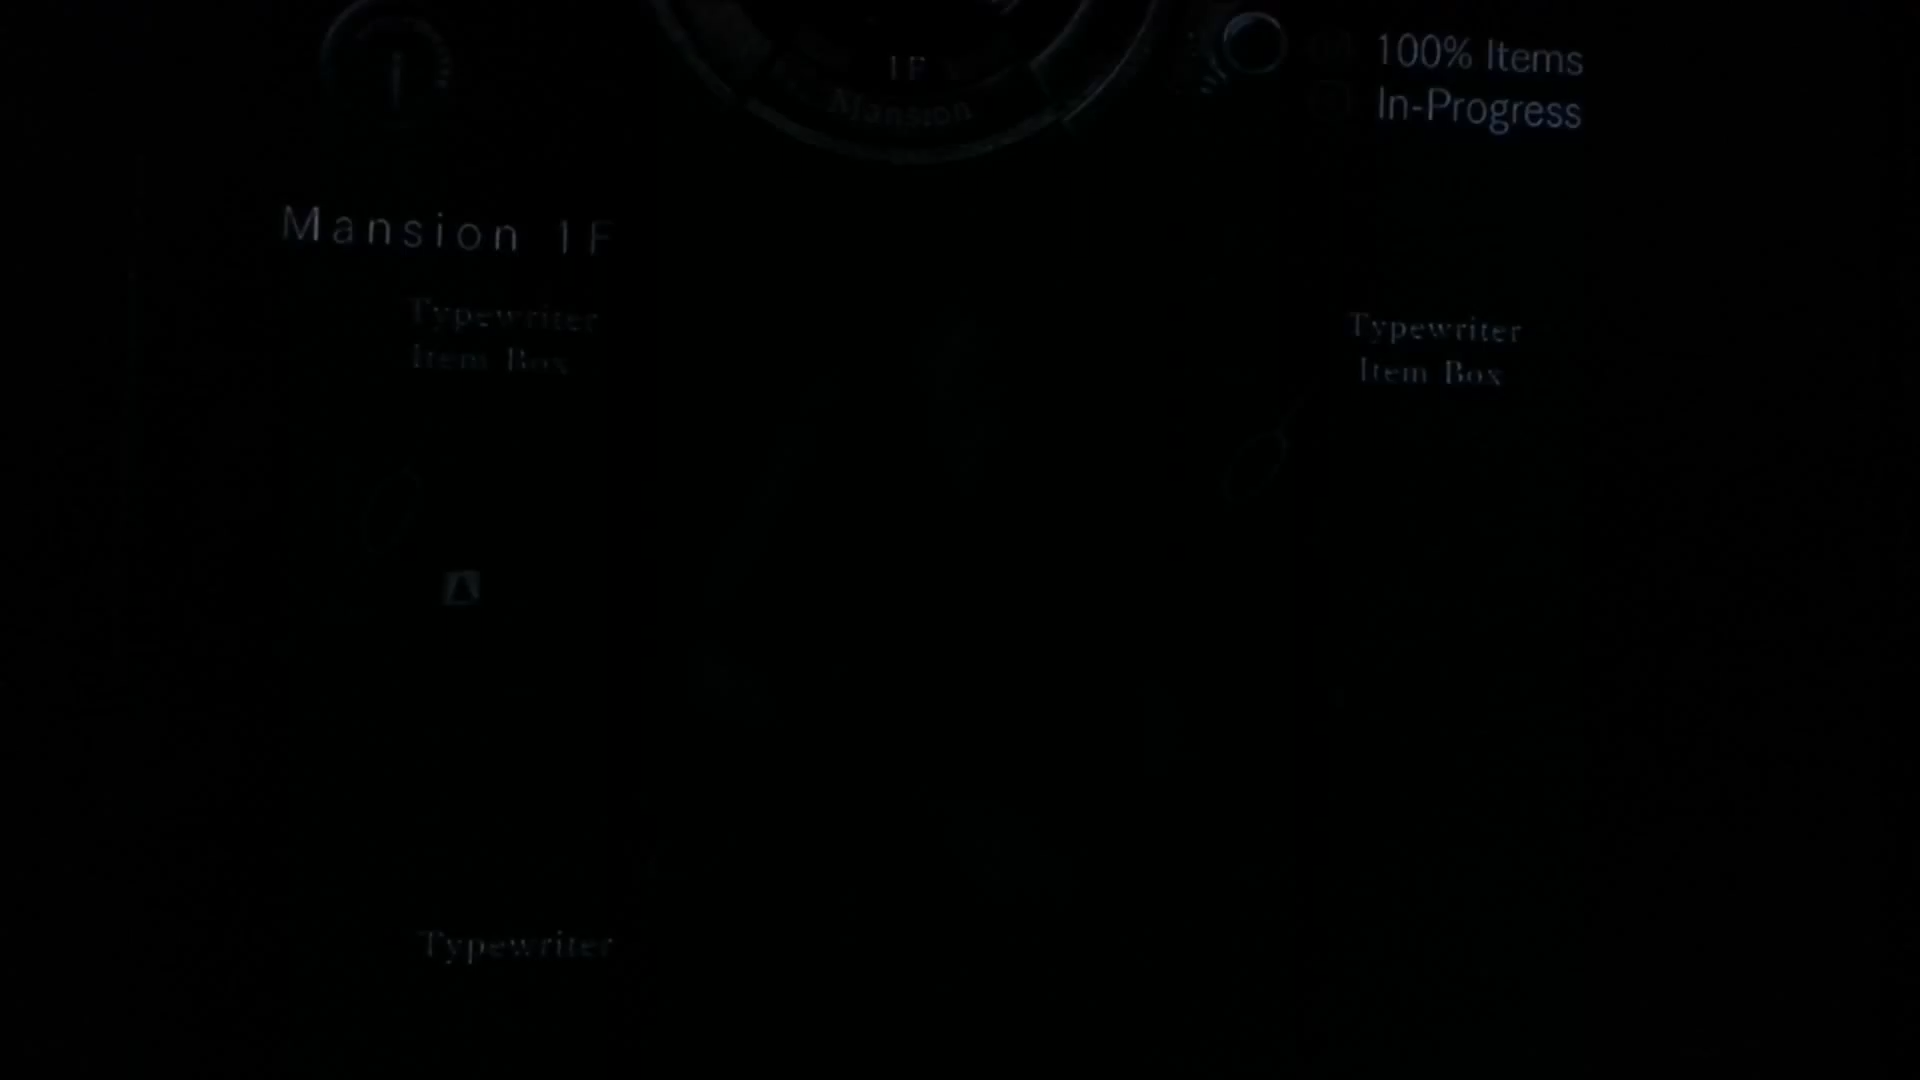 1F
Mansion
100% Items
In-Progress
Mansion 1F
Typewriter
Item Box
Typewriter
Item Box
Typewriter